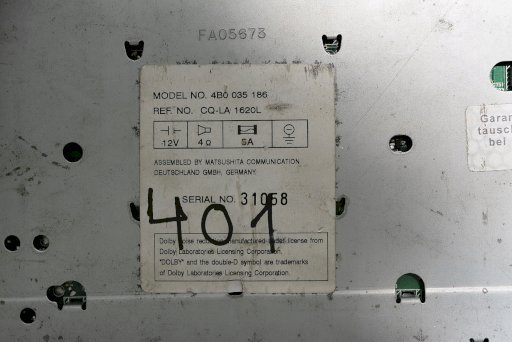 FA05673
MODEL NO. 4B0 035 186
REF. NO. CQ-LA 1620L
12V 4 Ω 5A
ASSEMBLED BY MATSUSHITA COMMUNICATION
DEUTSCHLAND GMBH, GERMANY
SERIAL NO. 31058
401
Dolby noise reduction manufactured under license from
Dolby Laboratories Licensing Corporation.
"DOLBY" and the double-D symbol are trademarks
of Dolby Laboratories Licensing Corporation.
Garan
tausch
bei